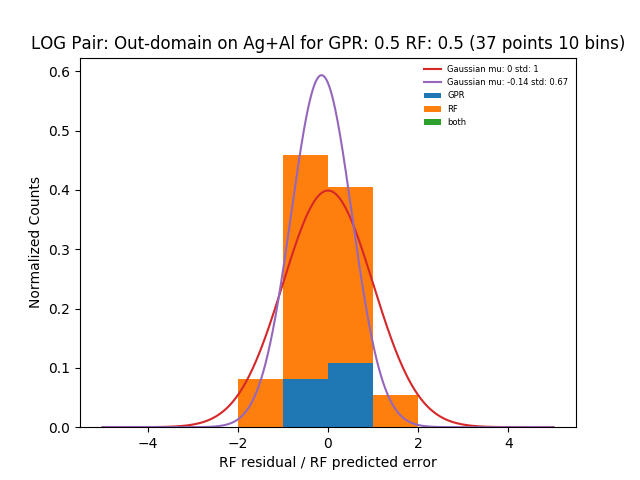 LOG Pair: Out-domain on Ag+Al for GPR: 0.5 RF: 0.5 (37 points 10 bins)
Gaussian mu: 0 std: 1
Gaussian mu: -0.14 std: 0.67
GPR
RF
both
0.6
0.5
0.4
0.3
0.2
0.1
0.0
Normalized Counts
−4
−2
0
2
4
RF residual / RF predicted error